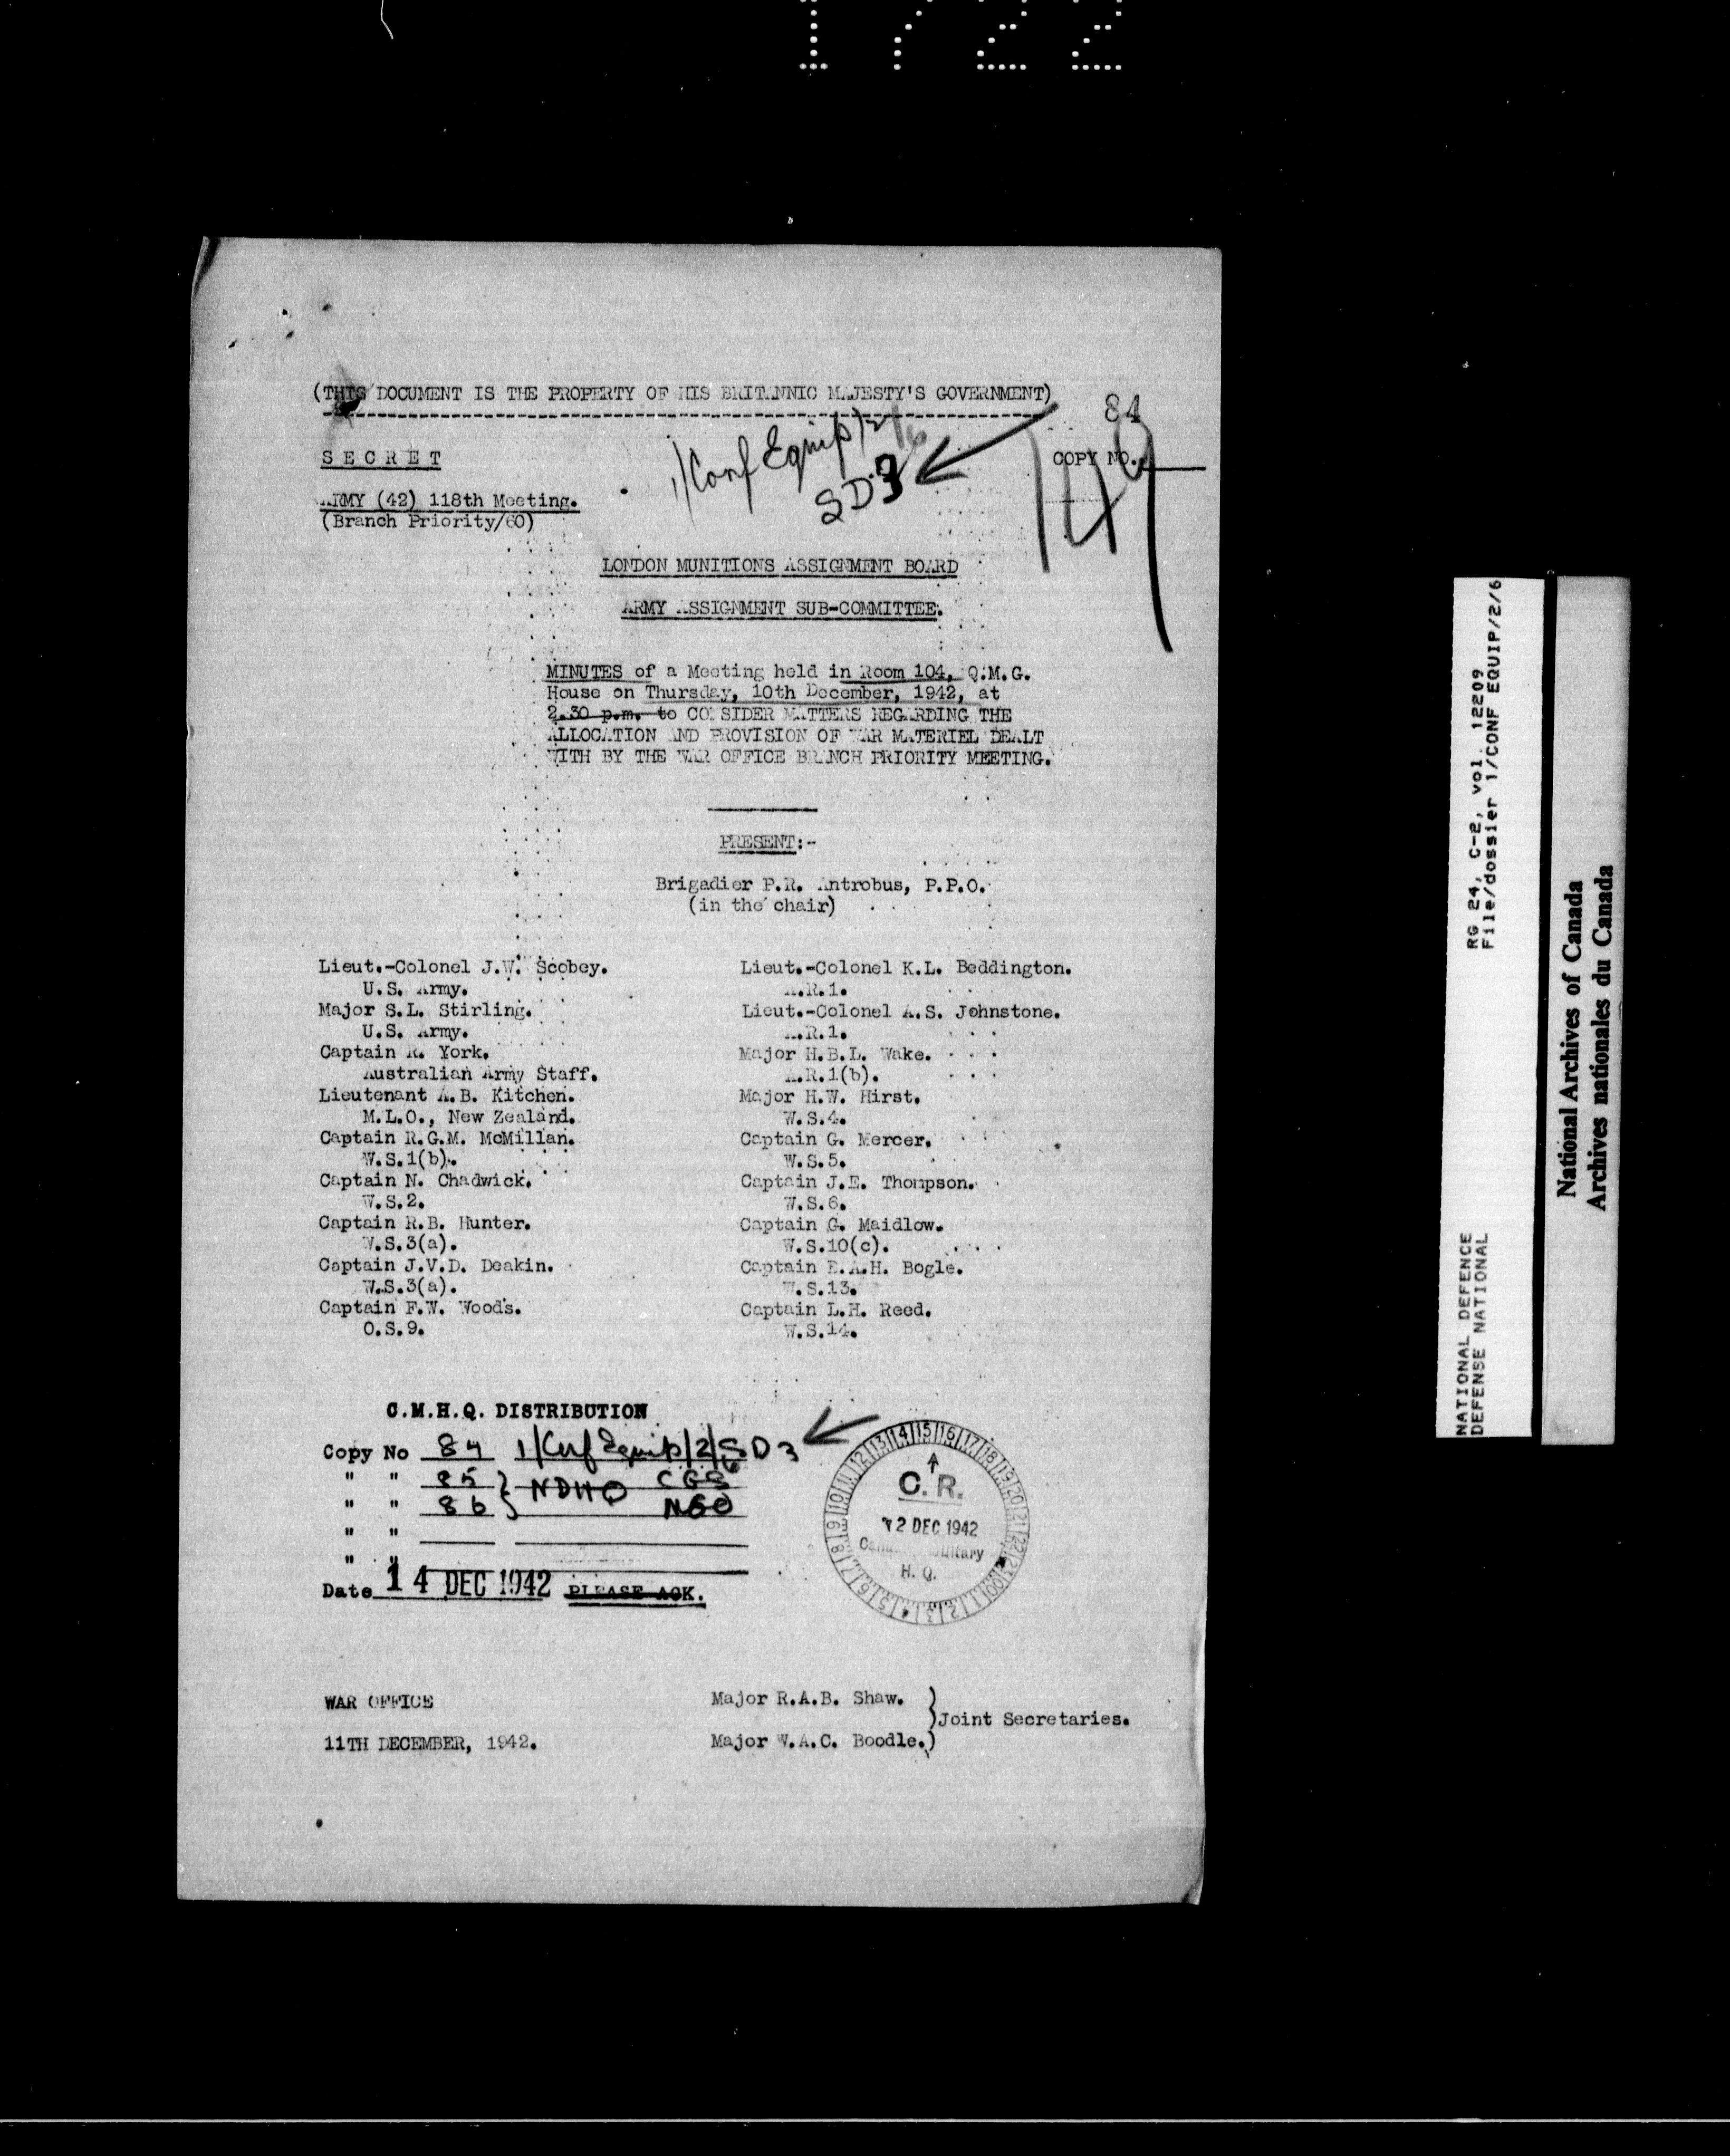 1722
(THIS DOCUMENT IS THE PROPERTY OF HIS BRITANNIC MAJESTY'S GOVERNMENT)
84
SECRET
COPY NO.
1/Conf Equip/2/6
SD3
149
ARMY (42) 118th Meeting.
(Branch Priority/60)
LONDON MUNITIONS ASSIGNMENT BOARD
ARMY ASSIGNMENT SUB-COMMITTEE.
MINUTES of a Meeting held in Room 104, Q.M.G.
House on Thursday, 10th December, 1942, at
2.30 p.m. to CONSIDER MATTERS REGARDING THE
ALLOCATION AND PROVISION OF WAR MATERIEL DEALT
WITH BY THE WAR OFFICE BRANCH PRIORITY MEETING.
PRESENT:-
Brigadier P.R. Antrobus, P.P.O.
(in the chair)
Lieut.-Colonel J.W. Scobey.
U.S. Army.
Major S.L. Stirling.
U.S. Army.
Captain R. York.
Australian Army Staff.
Lieutenant A.B. Kitchen.
M.L.O., New Zealand.
Captain R.G.M. McMillan.
W.S.1(b).
Captain N. Chadwick.
W.S.2.
Captain R.B. Hunter.
W.S.3(a).
Captain J.V.D. Deakin.
W.S.3(a).
Captain F.W. Woods.
O.S.9.
Lieut.-Colonel K.L. Beddington.
A.R.1.
Lieut.-Colonel A.S. Johnstone.
A.R.1.
Major H.B.L. Wake.
A.R.1(b).
Major H.W. Hirst.
W.S.4.
Captain G. Mercer.
W.S.5.
Captain J.E. Thompson.
W.S.6.
Captain G. Maidlow.
W.S.10(c).
Captain E.A.H. Bogle.
W.S.13.
Captain L.H. Reed.
W.S.14.
C.M.H.Q. DISTRIBUTION
Copy No 84 1/Conf Equip/2/6 SD3
" " 85 } NDHQ CGS
" " 86 } MGO
" "
" "
Date 14 DEC 1942 PLEASE ACK.
C.R.
12 DEC 1942
Canadian Military
H.Q.
WAR OFFICE
11TH DECEMBER, 1942.
Major R.A.B. Shaw. )
)Joint Secretaries.
Major W.A.C. Boodle.)
RG 24, C-2, vol. 12209
File/dossier 1/CONF EQUIP/2/6
NATIONAL DEFENCE
DEFENSE NATIONAL
National Archives of Canada
Archives nationales du Canada